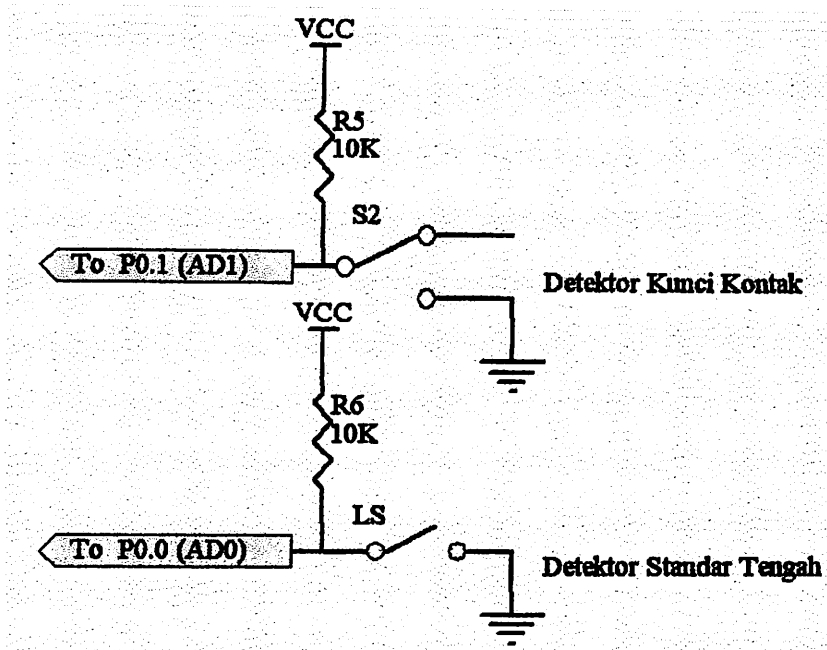 VCC
R5
10K
S2
To P0.1 (AD1)
Detektor Kunci Kontak
VCC
R6
10K
LS
To P0.0 (AD0)
Detektor Standar Tengah